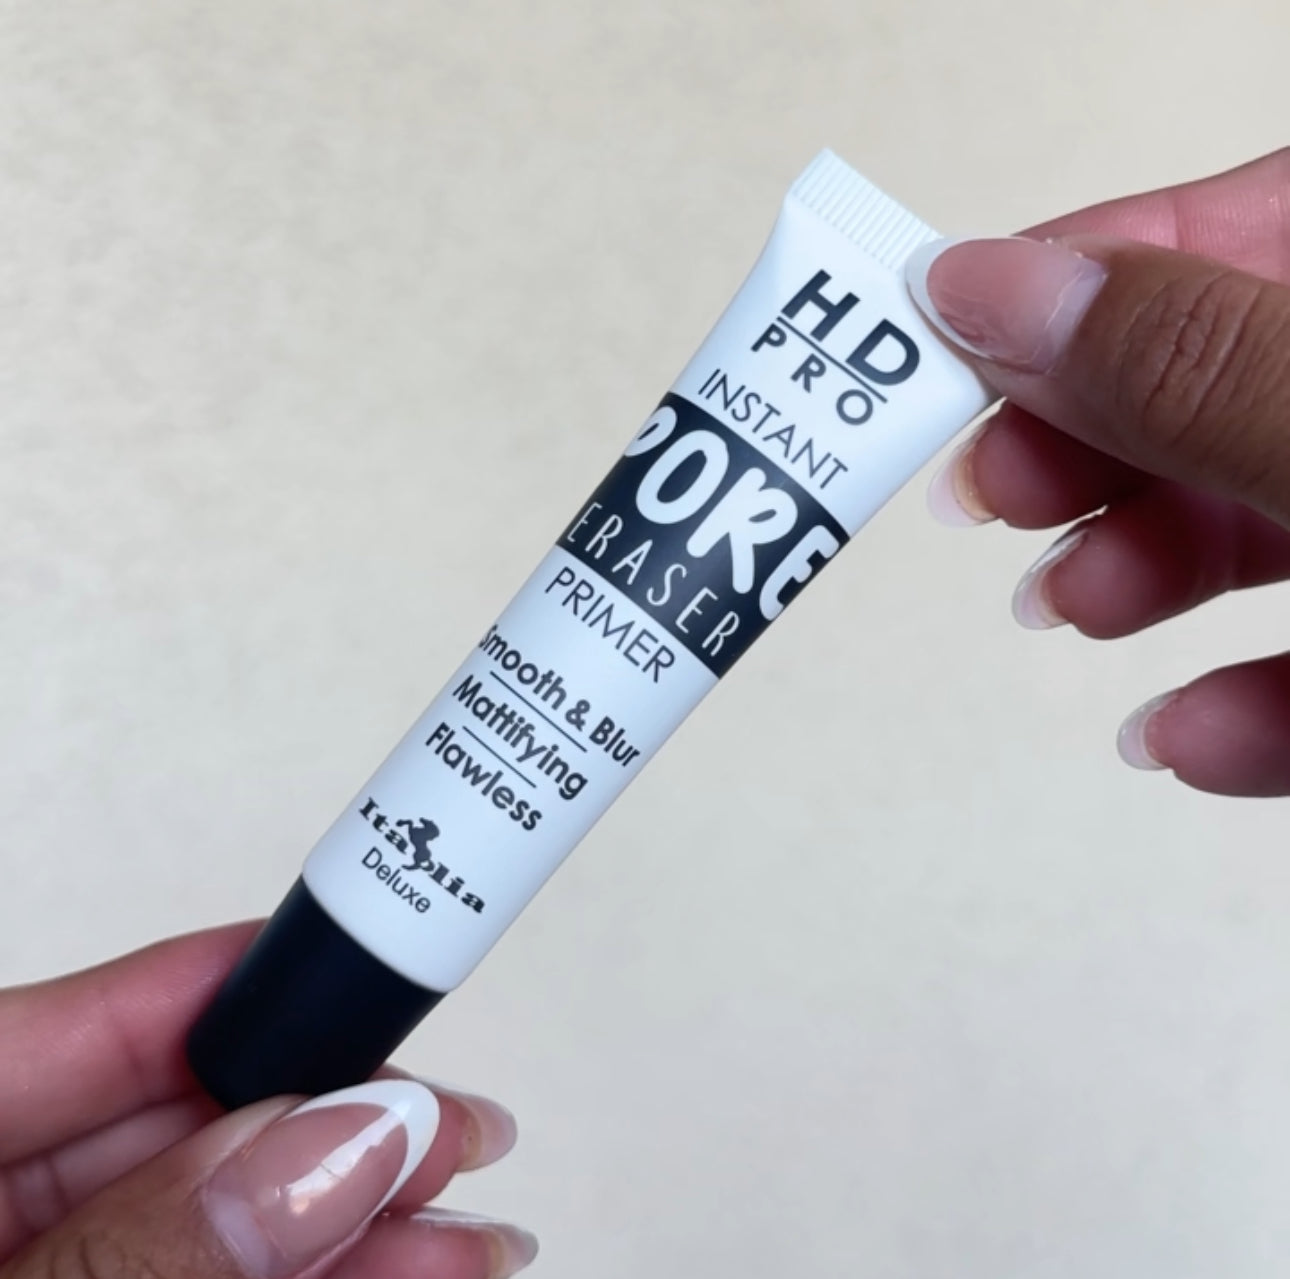 HD
PRO
INSTANT
PORE
ERASER
PRIMER
Smooth & Blur
Mattifying
Flawless
Italia
Deluxe